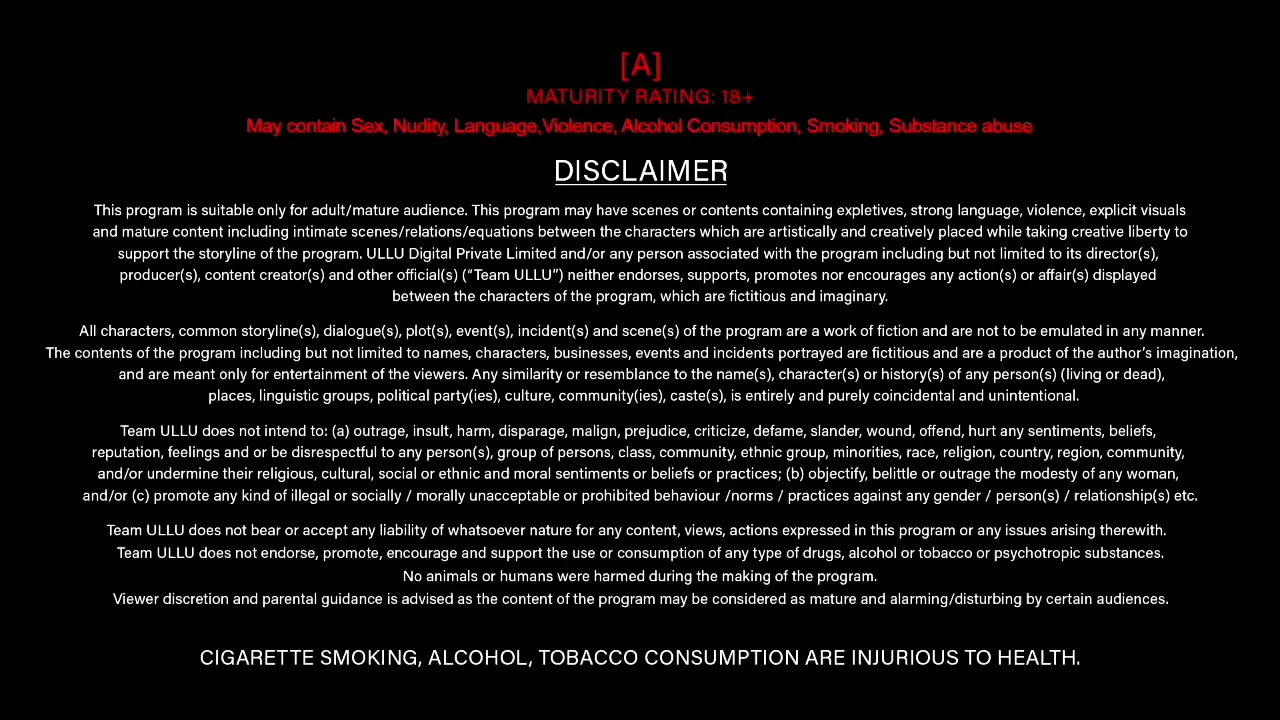 [A]
MATURITY RATING: 18+
May contain Sex, Nudity, Language,Violence, Alcohol Consumption, Smoking, Substance abuse
DISCLAIMER
This program is suitable only for adult/mature audience. This program may have scenes or contents containing expletives, strong language, violence, explicit visuals
and mature content including intimate scenes/relations/equations between the characters which are artistically and creatively placed while taking creative liberty to
support the storyline of the program. ULLU Digital Private Limited and/or any person associated with the program including but not limited to its director(s),
producer(s), content creator(s) and other official(s) (“Team ULLU”) neither endorses, supports, promotes nor encourages any action(s) or affair(s) displayed
between the characters of the program, which are fictitious and imaginary.
All characters, common storyline(s), dialogue(s), plot(s), event(s), incident(s) and scene(s) of the program are a work of fiction and are not to be emulated in any manner.
The contents of the program including but not limited to names, characters, businesses, events and incidents portrayed are fictitious and are a product of the author’s imagination,
and are meant only for entertainment of the viewers. Any similarity or resemblance to the name(s), character(s) or history(s) of any person(s) (living or dead),
places, linguistic groups, political party(ies), culture, community(ies), caste(s), is entirely and purely coincidental and unintentional.
Team ULLU does not intend to: (a) outrage, insult, harm, disparage, malign, prejudice, criticize, defame, slander, wound, offend, hurt any sentiments, beliefs,
reputation, feelings and or be disrespectful to any person(s), group of persons, class, community, ethnic group, minorities, race, religion, country, region, community,
and/or undermine their religious, cultural, social or ethnic and moral sentiments or beliefs or practices; (b) objectify, belittle or outrage the modesty of any woman,
and/or (c) promote any kind of illegal or socially / morally unacceptable or prohibited behaviour /norms / practices against any gender / person(s) / relationship(s) etc.
Team ULLU does not bear or accept any liability of whatsoever nature for any content, views, actions expressed in this program or any issues arising therewith.
Team ULLU does not endorse, promote, encourage and support the use or consumption of any type of drugs, alcohol or tobacco or psychotropic substances.
No animals or humans were harmed during the making of the program.
Viewer discretion and parental guidance is advised as the content of the program may be considered as mature and alarming/disturbing by certain audiences.
CIGARETTE SMOKING, ALCOHOL, TOBACCO CONSUMPTION ARE INJURIOUS TO HEALTH.